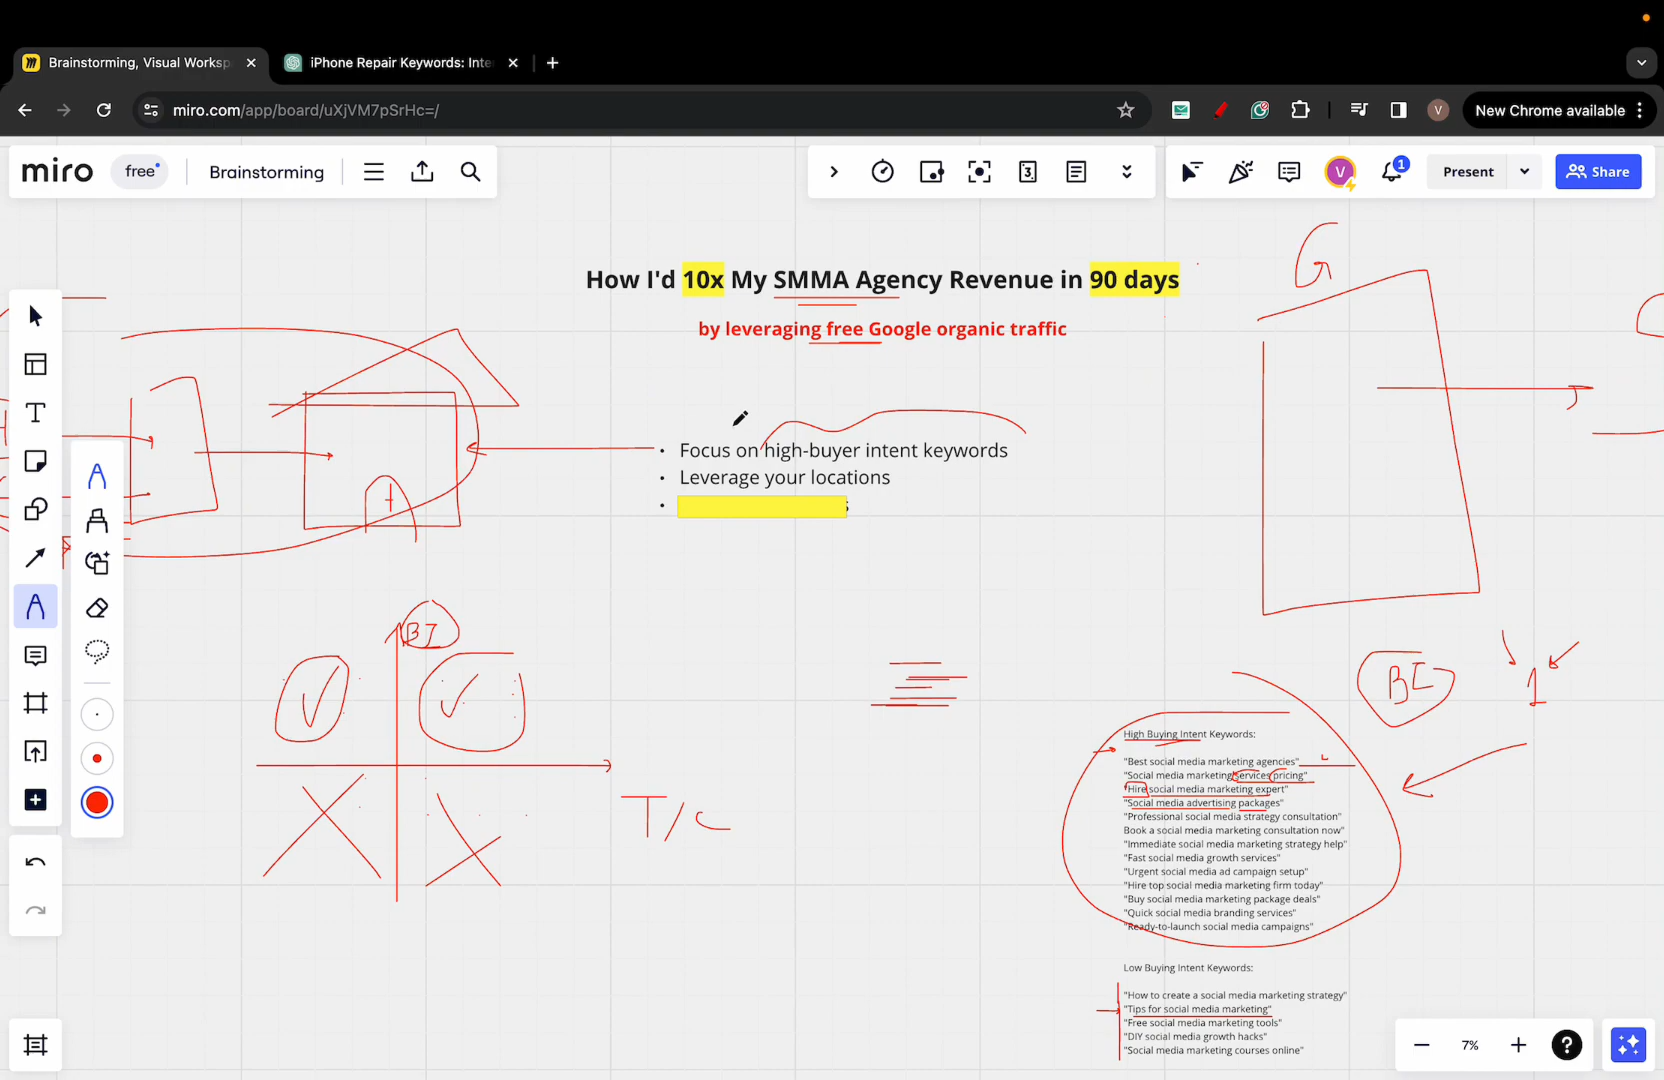 Brainstorming, Visual Worksp
iPhone Repair Keywords: Inte
miro.com/app/board/uXjVM7pSrHc=/
V
New Chrome available
miro
free
Brainstorming
3
V
1
Present
Share
How I'd 10x My SMMA Agency Revenue in 90 days
by leveraging free Google organic traffic
• Focus on high-buyer intent keywords
• Leverage your locations
•
G
BI
T/C
BI
1
High Buying Intent Keywords:
"Best social media marketing agencies"
"Social media marketing services pricing"
"Hire social media marketing expert"
"Social media advertising packages"
"Professional social media strategy consultation"
Book a social media marketing consultation now"
"Immediate social media marketing strategy help"
"Fast social media growth services"
"Urgent social media ad campaign setup"
"Hire top social media marketing firm today"
"Buy social media marketing package deals"
"Quick social media branding services"
"Ready-to-launch social media campaigns"
Low Buying Intent Keywords:
"How to create a social media marketing strategy"
"Tips for social media marketing"
"Free social media marketing tools"
"DIY social media growth hacks"
"Social media marketing courses online"
7%
?